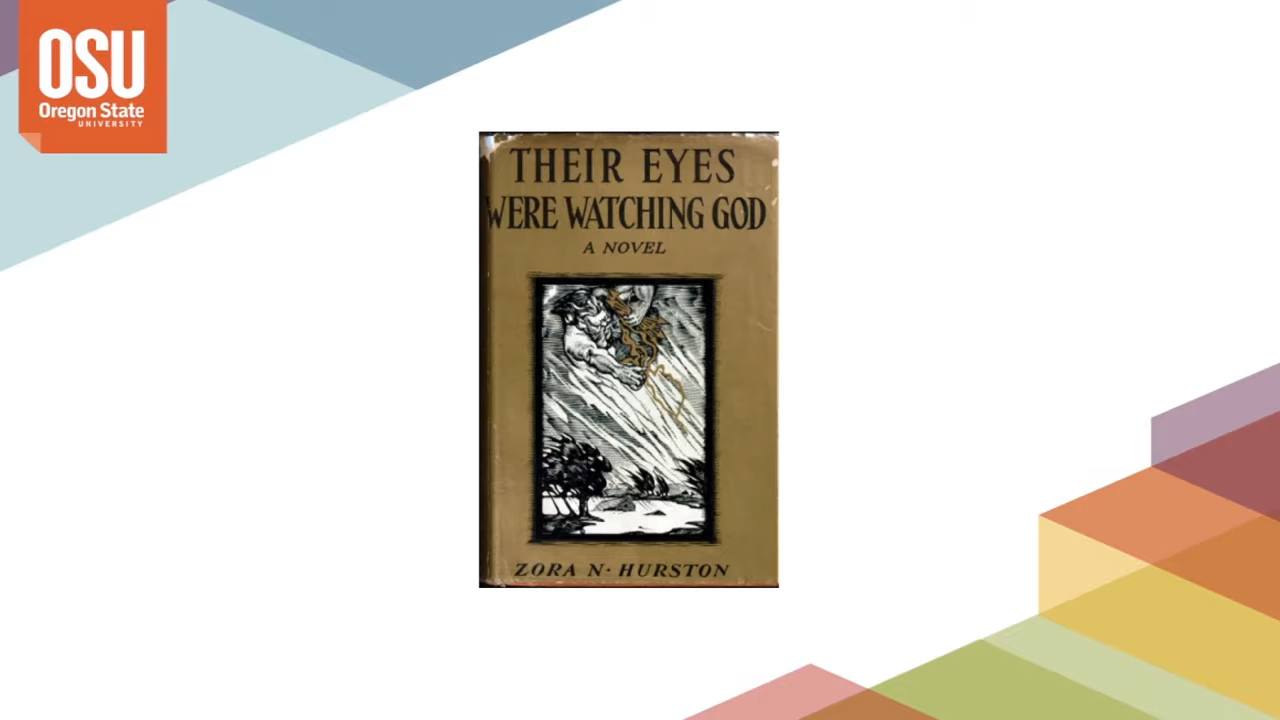 OSU
Oregon State
UNIVERSITY
THEIR EYES
WERE WATCHING GOD
A NOVEL
ZORA N· HURSTON